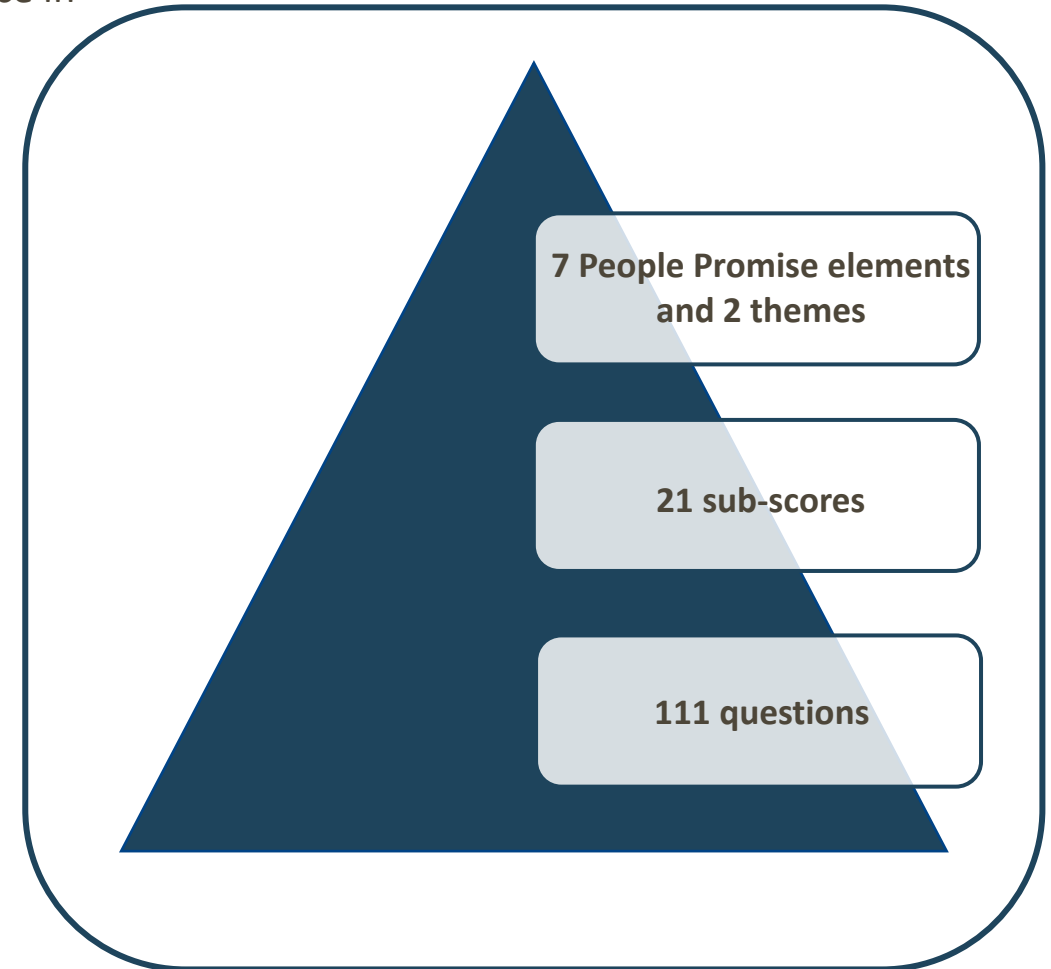 7 People Promise elements
and 2 themes
21 sub-scores
111 questions